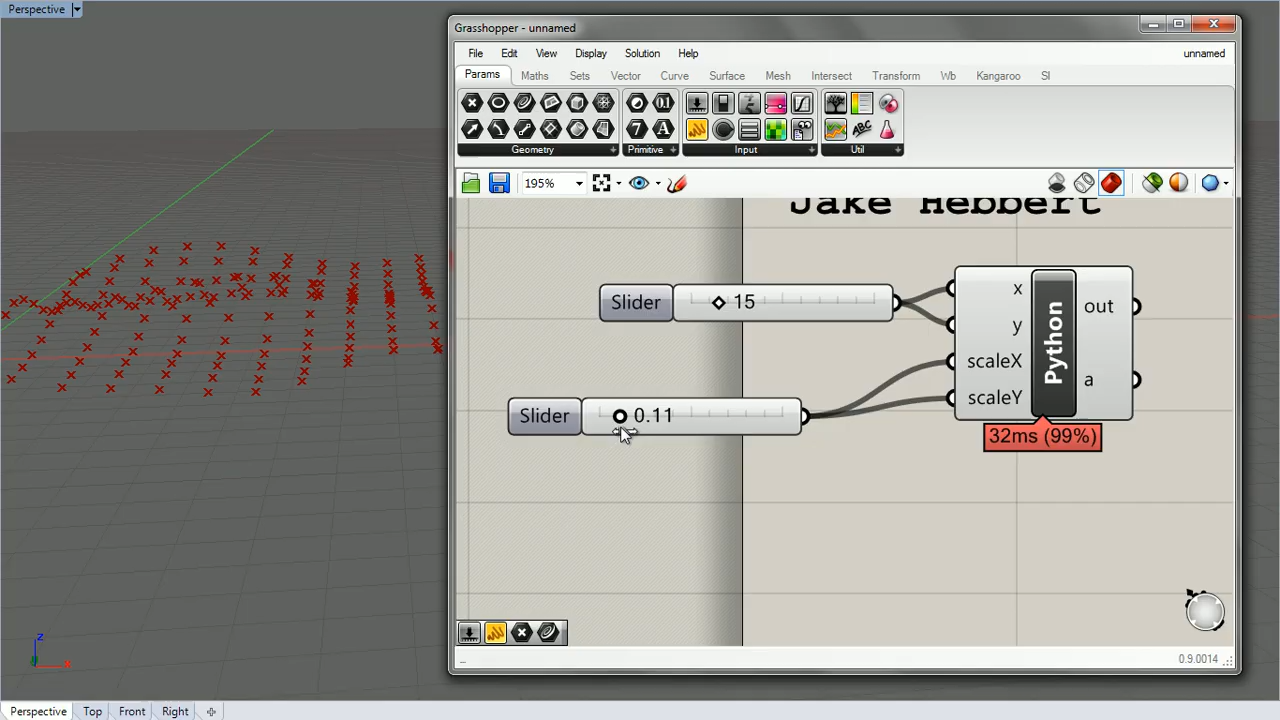 Perspective
Grasshopper - unnamed
File Edit View Display Solution Help unnamed
Params Maths Sets Vector Curve Surface Mesh Intersect Transform Wb Kangaroo SI
Geometry Primitive Input Util
195%
Jake Hebbert
Slider 15
x
y
scaleX
scaleY
Python
out
a
Slider 0.11
32ms (99%)
z
x
0.9.0014
Perspective Top Front Right